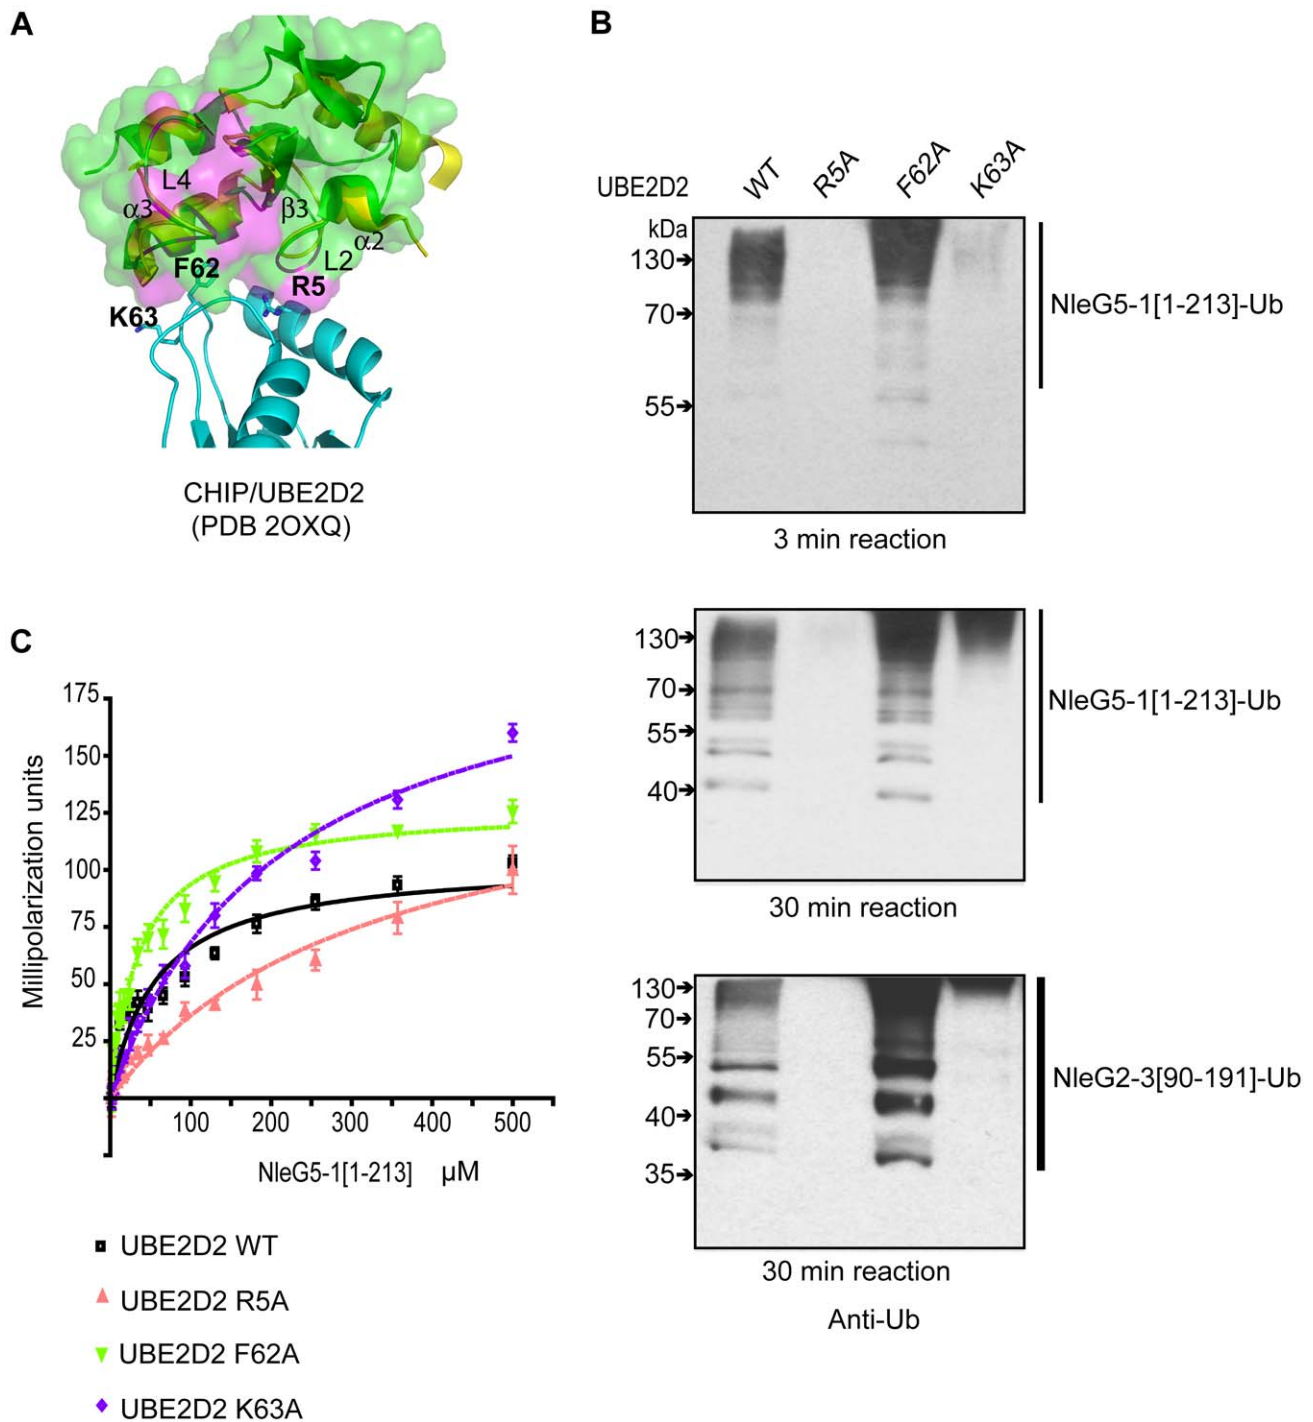 A
L4
α3
β3
α2
L2
F62
R5
K63
CHIP/UBE2D2
(PDB 2OXQ)
B
UBE2D2 WT R5A F62A K63A
kDa
130
70
55
NleG5-1[1-213]-Ub
3 min reaction
130
70
55
40
NleG5-1[1-213]-Ub
30 min reaction
130
70
55
40
35
NleG2-3[90-191]-Ub
30 min reaction
Anti-Ub
C
Millipolarization units
175
150
125
100
75
50
25
100 200 300 400 500
NleG5-1[1-213] µM
UBE2D2 WT
UBE2D2 R5A
UBE2D2 F62A
UBE2D2 K63A